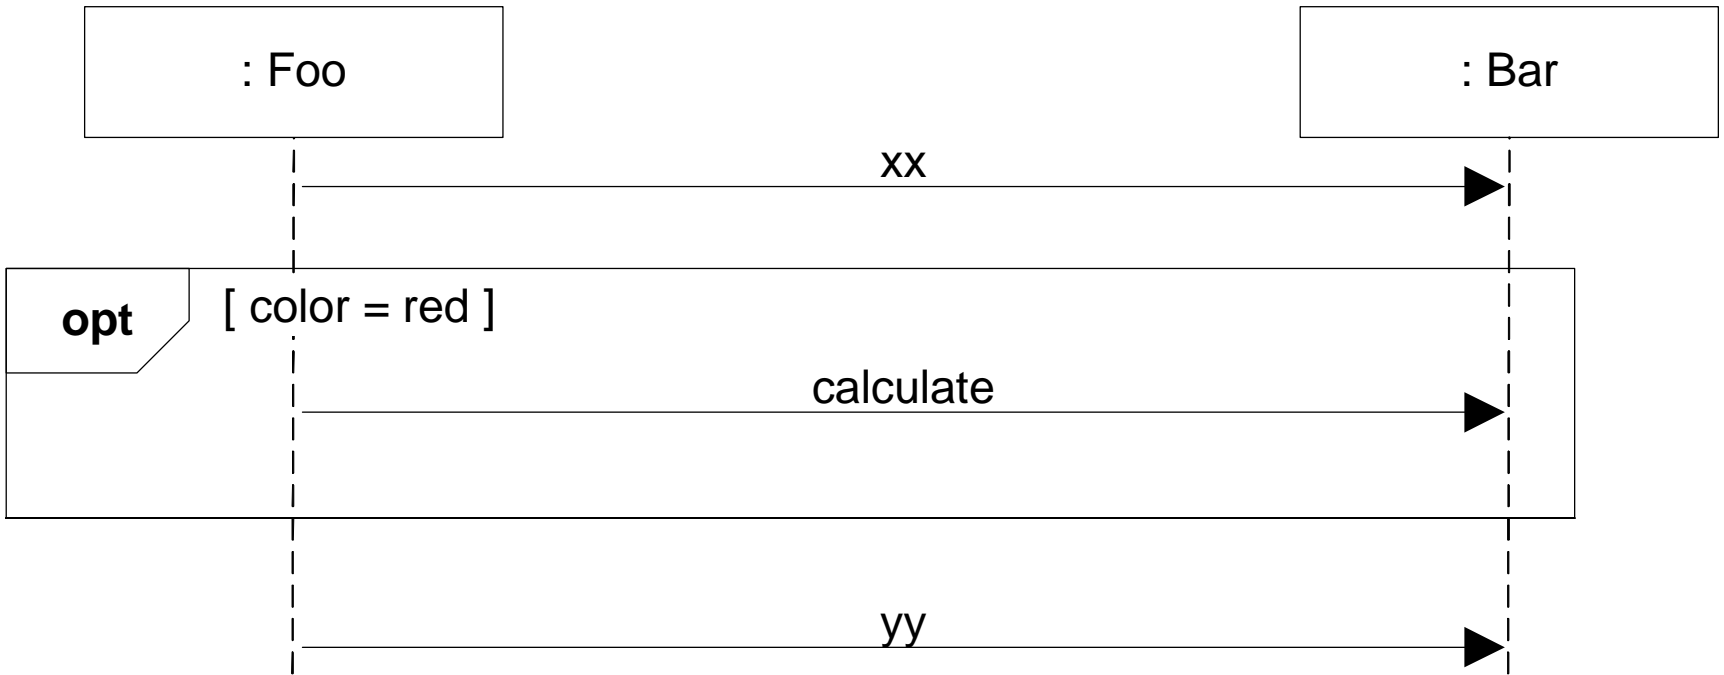 : Foo
: Bar
xx
opt
[ color = red ]
calculate
yy